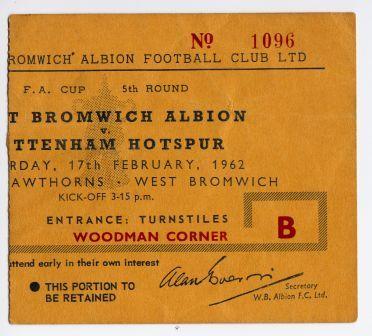 No 1096
BROMWICH ALBION FOOTBALL CLUB LTD
F. A. CUP 5TH ROUND
T BROMWICH ALBION
v.
TTENHAM HOTSPUR
RDAY, 17TH FEBRUARY, 1962
AWTHORNS - WEST BROMWICH
KICK-OFF 3-15 p.m.
ENTRANCE: TURNSTILES
WOODMAN CORNER
B
attend early in their own interest
● THIS PORTION TO
BE RETAINED
Secretary
W.B. Albion F.C. Ltd.